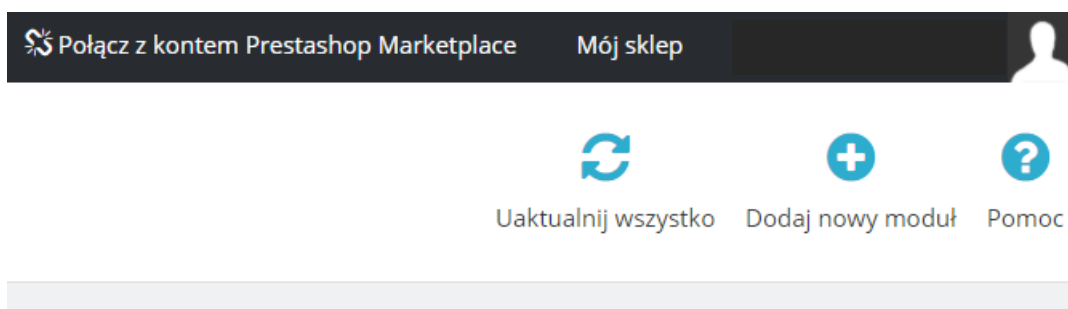 Połącz z kontem Prestashop Marketplace Mój sklep
Uaktualnij wszystko Dodaj nowy moduł Pomoc